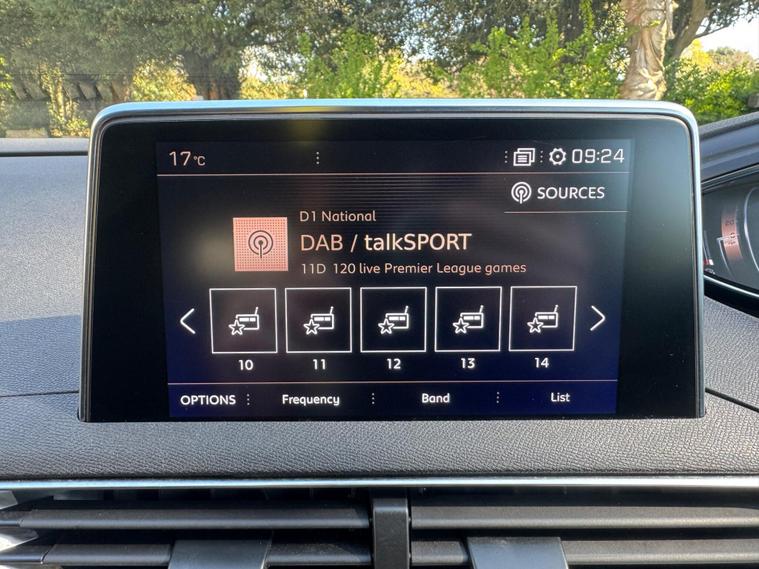 17°C 09:24
SOURCES
D1 National
DAB / talkSPORT
11D 120 live Premier League games
10 11 12 13 14
OPTIONS Frequency Band List